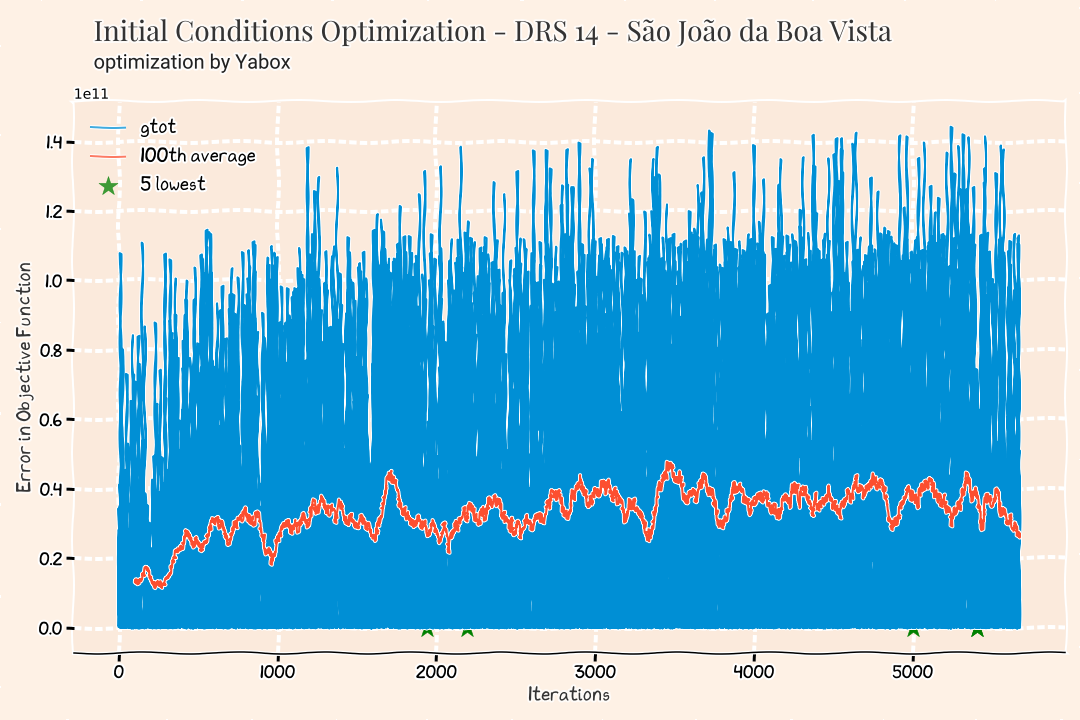 Initial Conditions Optimization - DRS 14 - São João da Boa Vista
optimization by Yabox
1e11
gtot
100th average
5 lowest
1.4
1.2
1.0
0.8
0.6
0.4
0.2
0.0
Error in Objective Function
0 1000 2000 3000 4000 5000
Iterations